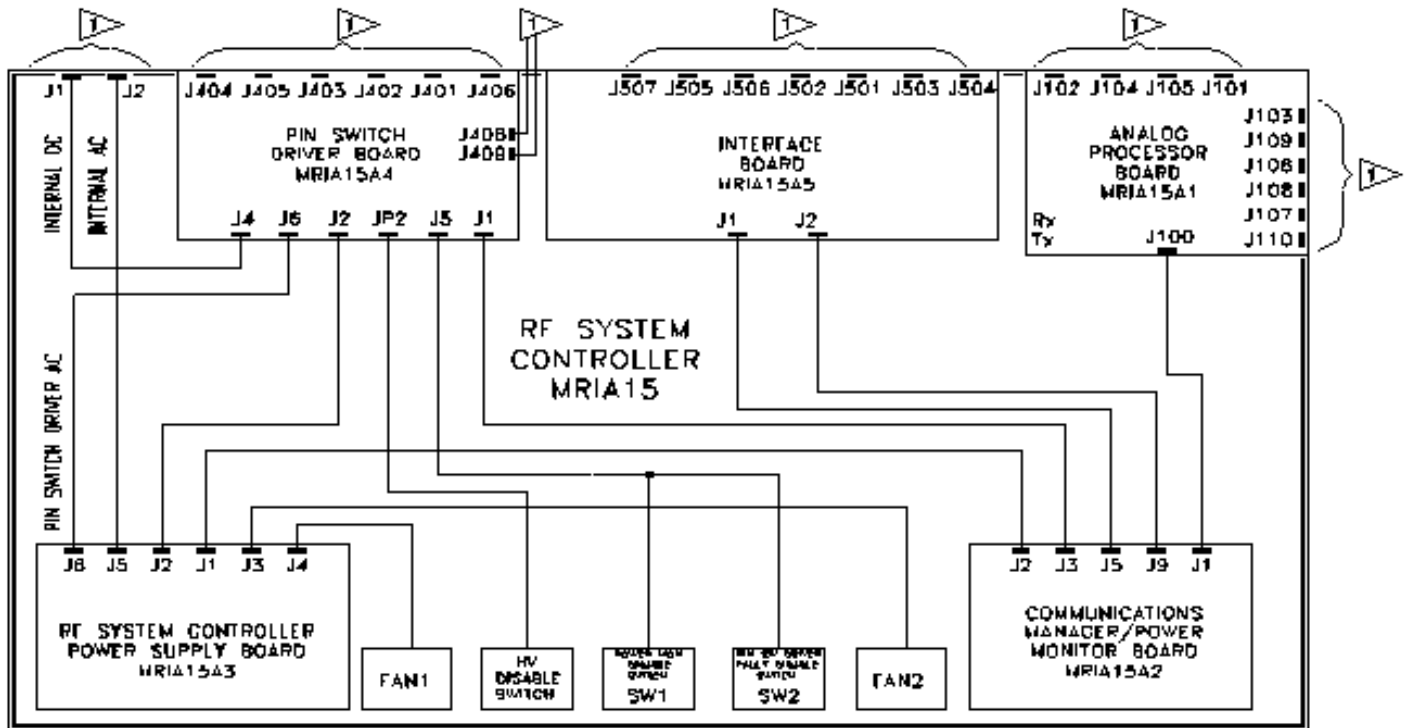 1 1 1 1 1
J1 J2 J404 J405 J403 J402 J401 J406 J507 J505 J506 J502 J501 J503 J504 J102 J104 J105 J101
INTERNAL DC
INTERNAL AC
PIN SWITCH
DRIVER BOARD
MRIA15A4
J408
J409
J4 J6 J2 JP2 J5 J1
INTERFACE
BOARD
MRIA15A5
J1 J2
ANALOG
PROCESSOR
BOARD
MRIA15A1
Rx
Tx
J100
J103
J109
J106
J108
J107
J110
1
RF SYSTEM
CONTROLLER
MRIA15
PIN SWITCH DRIVER AC
J6 J5 J2 J1 J3 J4
RF SYSTEM CONTROLLER
POWER SUPPLY BOARD
MRIA15A3
FAN1
HV
DISABLE
SWITCH
SWITCH
SW1
SWITCH
SW2
FAN2
J2 J3 J5 J9 J1
COMMUNICATIONS
MANAGER/POWER
MONITOR BOARD
MRIA15A2